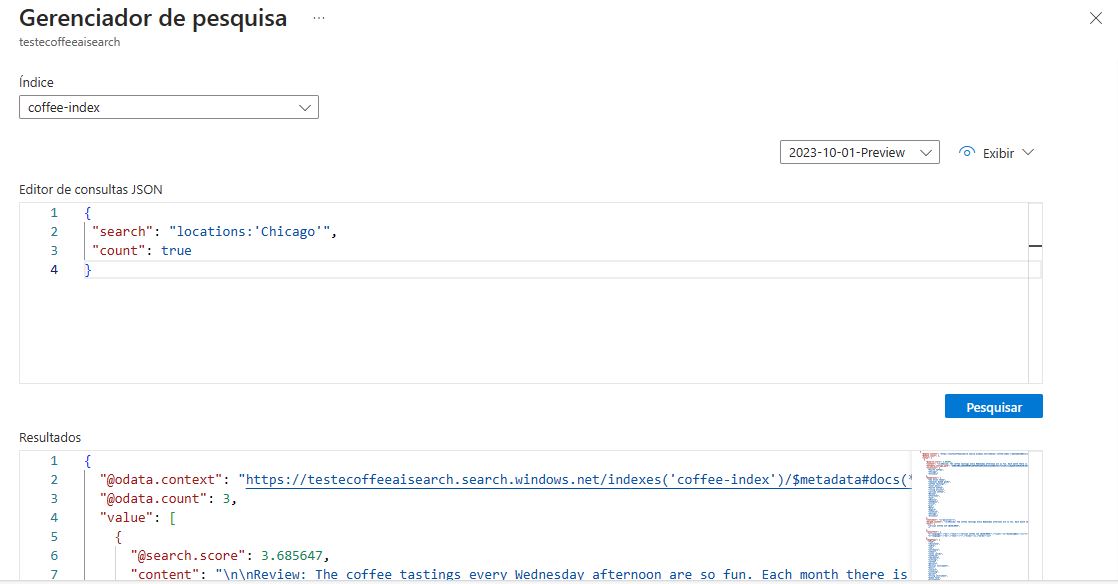 Gerenciador de pesquisa ...
testecoffeeaisearch
Índice
coffee-index
2023-10-01-Preview Exibir
Editor de consultas JSON
1 {
2 "search": "locations:'Chicago'",
3 "count": true
4 }
Pesquisar
Resultados
1 {
2 "@odata.context": "https://testecoffeeaisearch.search.windows.net/indexes('coffee-index')/$metadata#docs(*
3 "@odata.count": 3,
4 "value": [
5 {
6 "@search.score": 3.685647,
7 "content": "\n\nReview: The coffee tastings every Wednesday afternoon are so fun. Each month there is